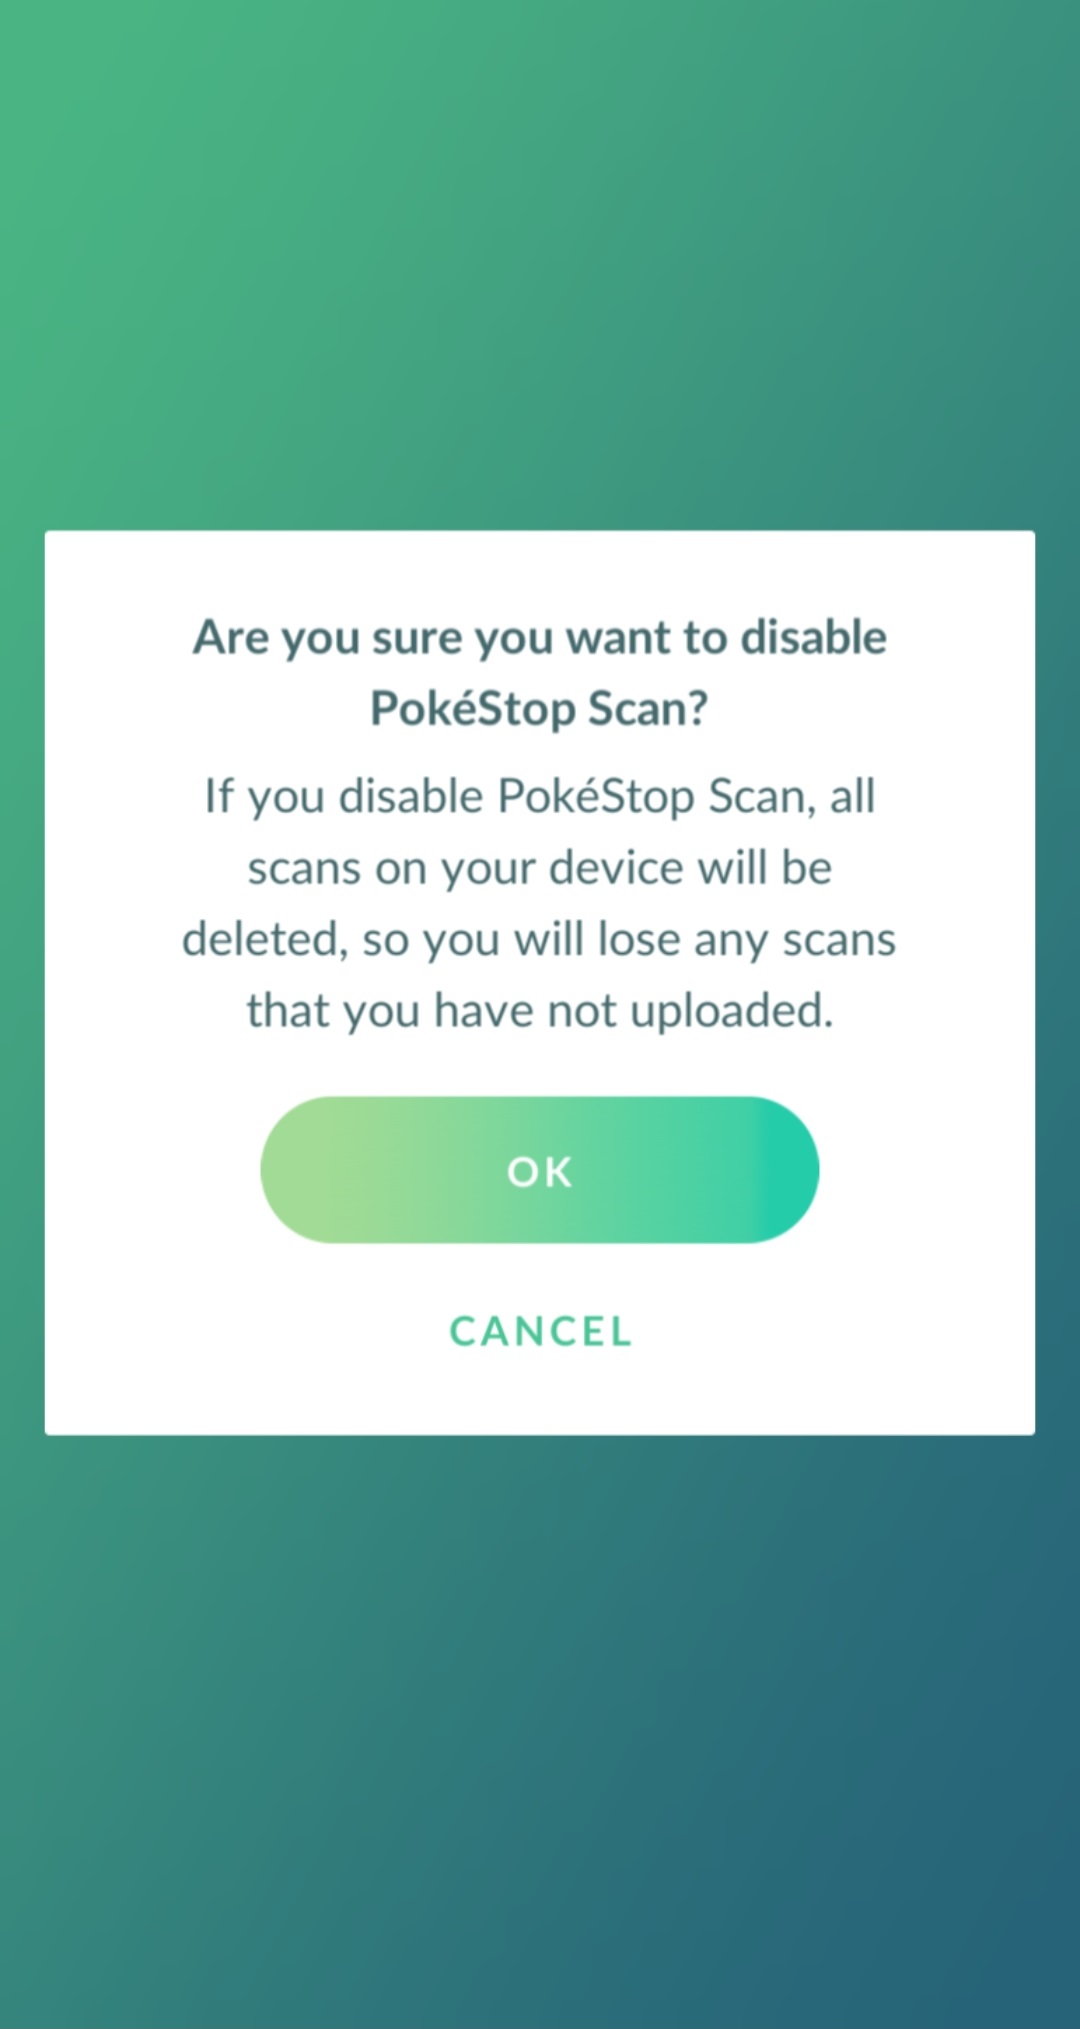 Are you sure you want to disable
PokéStop Scan?
If you disable PokéStop Scan, all
scans on your device will be
deleted, so you will lose any scans
that you have not uploaded.
OK
CANCEL